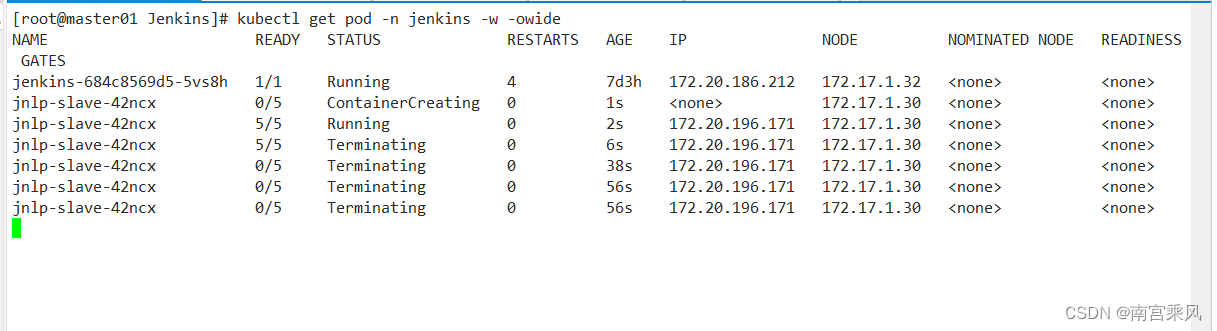 [root@master01 Jenkins]# kubectl get pod -n jenkins -w -owide
NAME READY STATUS RESTARTS AGE IP NODE NOMINATED NODE READINESS
GATES
jenkins-684c8569d5-5vs8h 1/1 Running 4 7d3h 172.20.186.212 172.17.1.32 <none> <none>
jnlp-slave-42ncx 0/5 ContainerCreating 0 1s <none> 172.17.1.30 <none> <none>
jnlp-slave-42ncx 5/5 Running 0 2s 172.20.196.171 172.17.1.30 <none> <none>
jnlp-slave-42ncx 5/5 Terminating 0 6s 172.20.196.171 172.17.1.30 <none> <none>
jnlp-slave-42ncx 0/5 Terminating 0 38s 172.20.196.171 172.17.1.30 <none> <none>
jnlp-slave-42ncx 0/5 Terminating 0 56s 172.20.196.171 172.17.1.30 <none> <none>
jnlp-slave-42ncx 0/5 Terminating 0 56s 172.20.196.171 172.17.1.30 <none> <none>
CSDN @南宫乘风